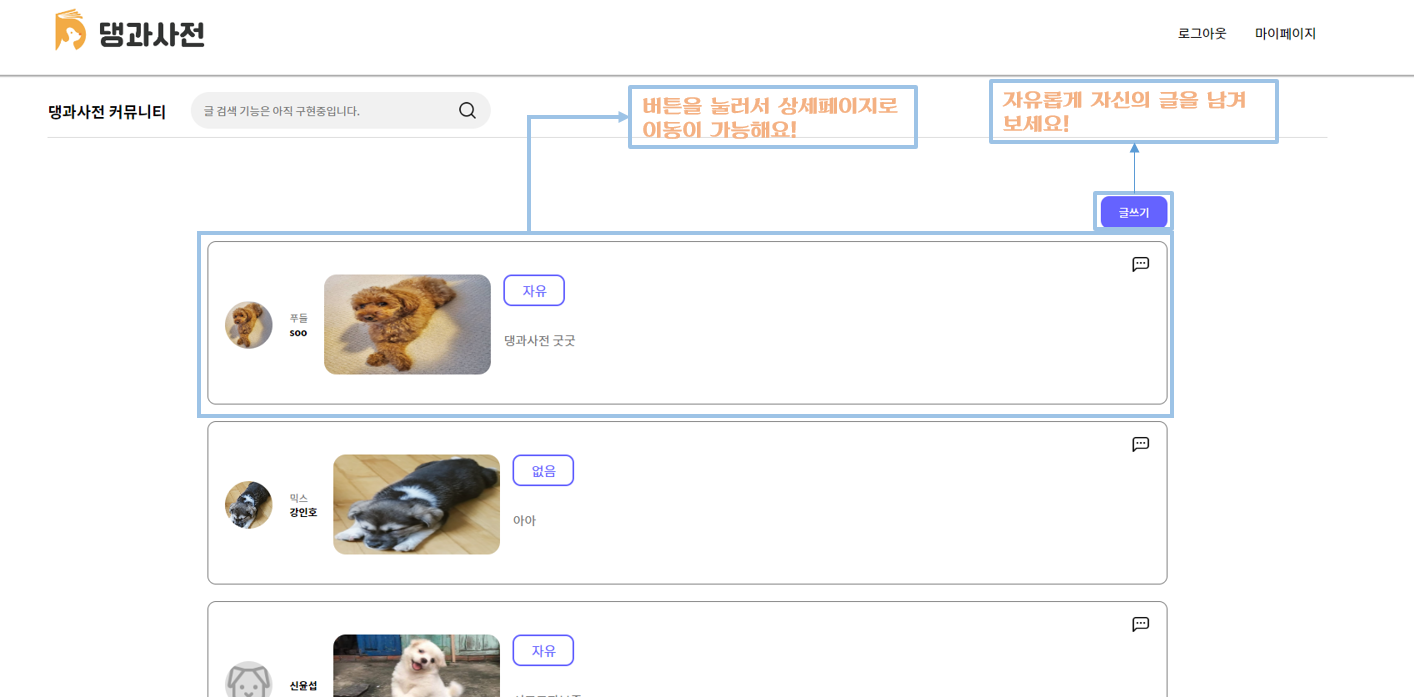 댕과사전
로그아웃 마이페이지
댕과사전 커뮤니티
글 검색 기능은 아직 구현중입니다.
버튼을 눌러서 상세페이지로
이동이 가능해요!
자유롭게 자신의 글을 남겨
보세요!
글쓰기
자유
푸들
soo
댕과사전 굿굿
없음
믹스
강인호
아아
자유
신윤섭